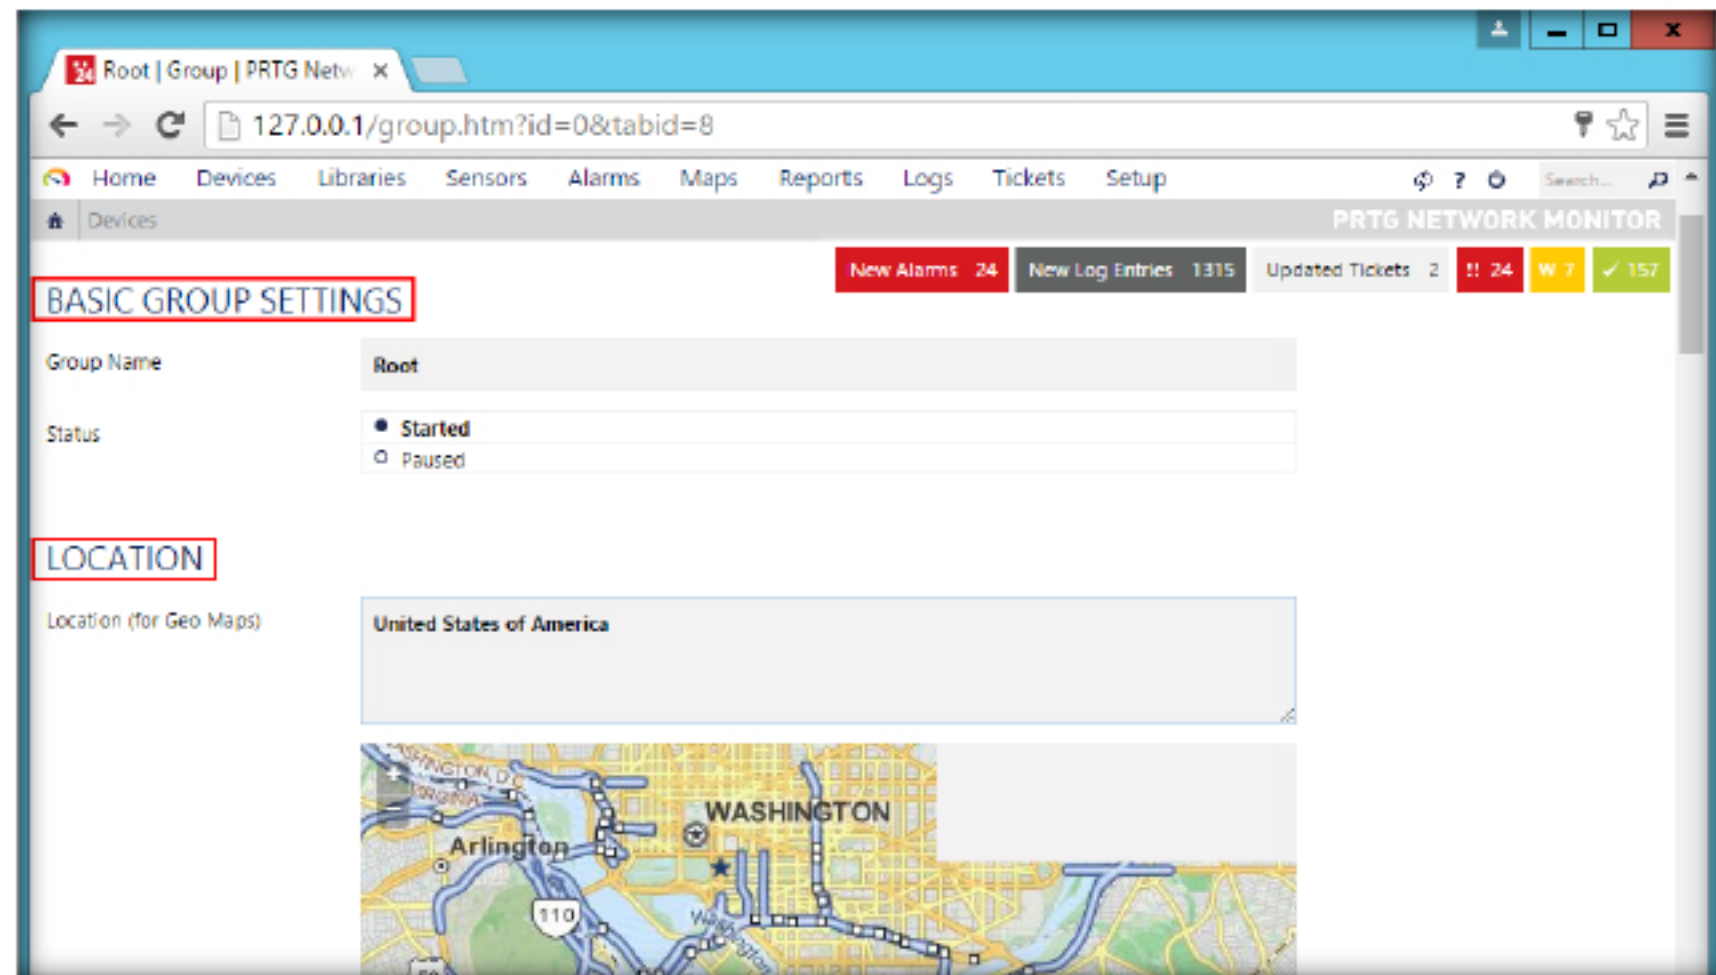 Root | Group | PRTG Netw
127.0.0.1/group.htm?id=0&tabid=8
Home Devices Libraries Sensors Alarms Maps Reports Logs Tickets Setup ? Search...
Devices PRTG NETWORK MONITOR
New Alarms 24 New Log Entries 1315 Updated Tickets 2 !! 24 W 7 ✓ 157
BASIC GROUP SETTINGS
Group Name Root
Status Started
Paused
LOCATION
Location (for Geo Maps) United States of America
WASHINGTON, D.C.
VIRGINIA
WASHINGTON
Arlington
110
Washington